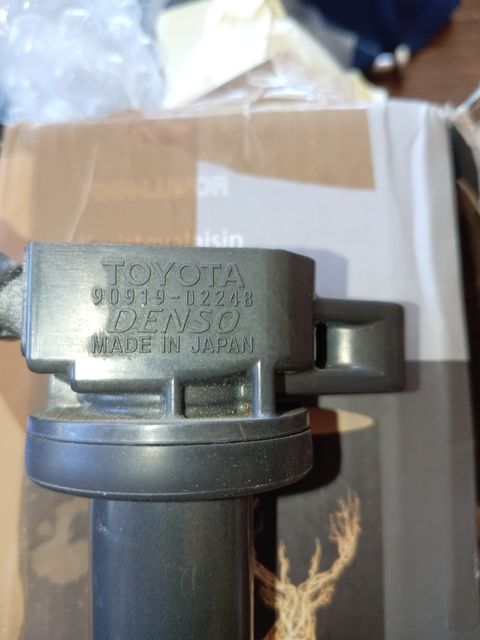 TOYOTA
90919-02248
DENSO
MADE IN JAPAN